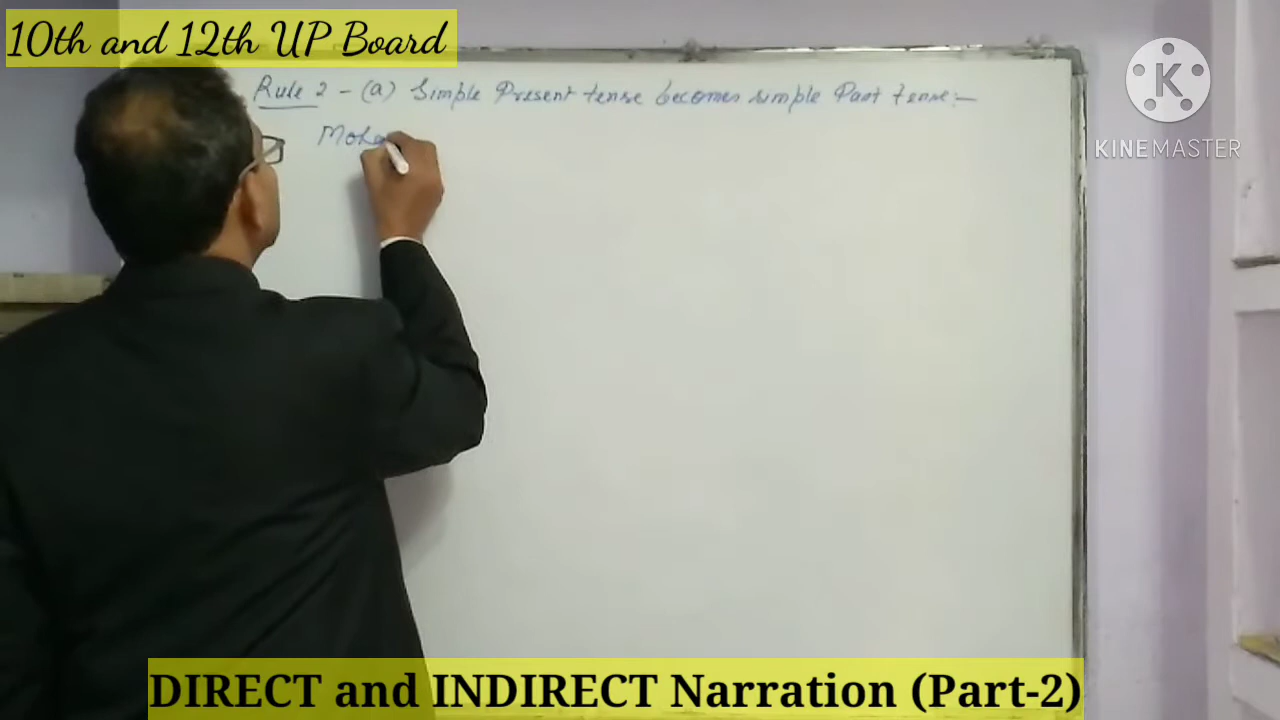 10th and 12th UP Board
Rule 2 - (a) Simple Present tense becomes simple Past tense:-
Moha
K
KINEMASTER
DIRECT and INDIRECT Narration (Part-2)